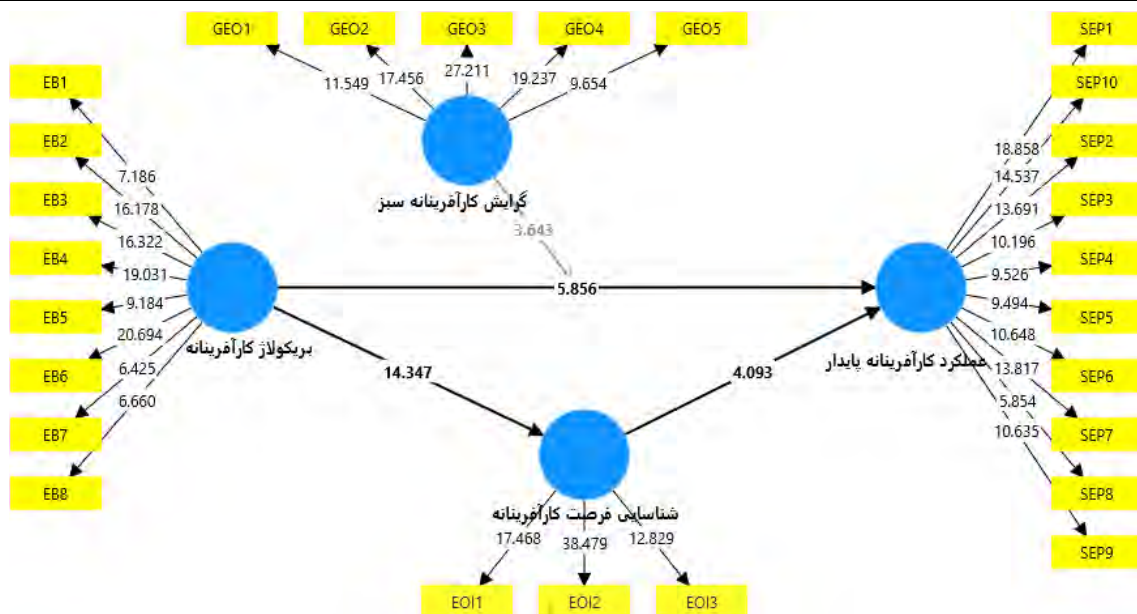 GEO1 GEO2 GEO3 GEO4 GEO5
11.549 17.456 27.211 19.237 9.654
گرایش کارآفرینانه سبز
3.643
EB1
EB2
EB3
EB4
EB5
EB6
EB7
EB8
7.186
16.178
16.322
19.031
9.184
20.694
6.425
6.660
بریکولاژ کارآفرینانه
5.856
14.347
4.093
شناسایی فرصت کارآفرینانه
17.468 38.479 12.829
EOI1 EOI2 EOI3
عملکرد کارآفرینانه پایدار
18.858
14.537
13.691
10.196
9.526
9.494
10.648
13.817
5.854
10.635
SEP1
SEP10
SEP2
SEP3
SEP4
SEP5
SEP6
SEP7
SEP8
SEP9